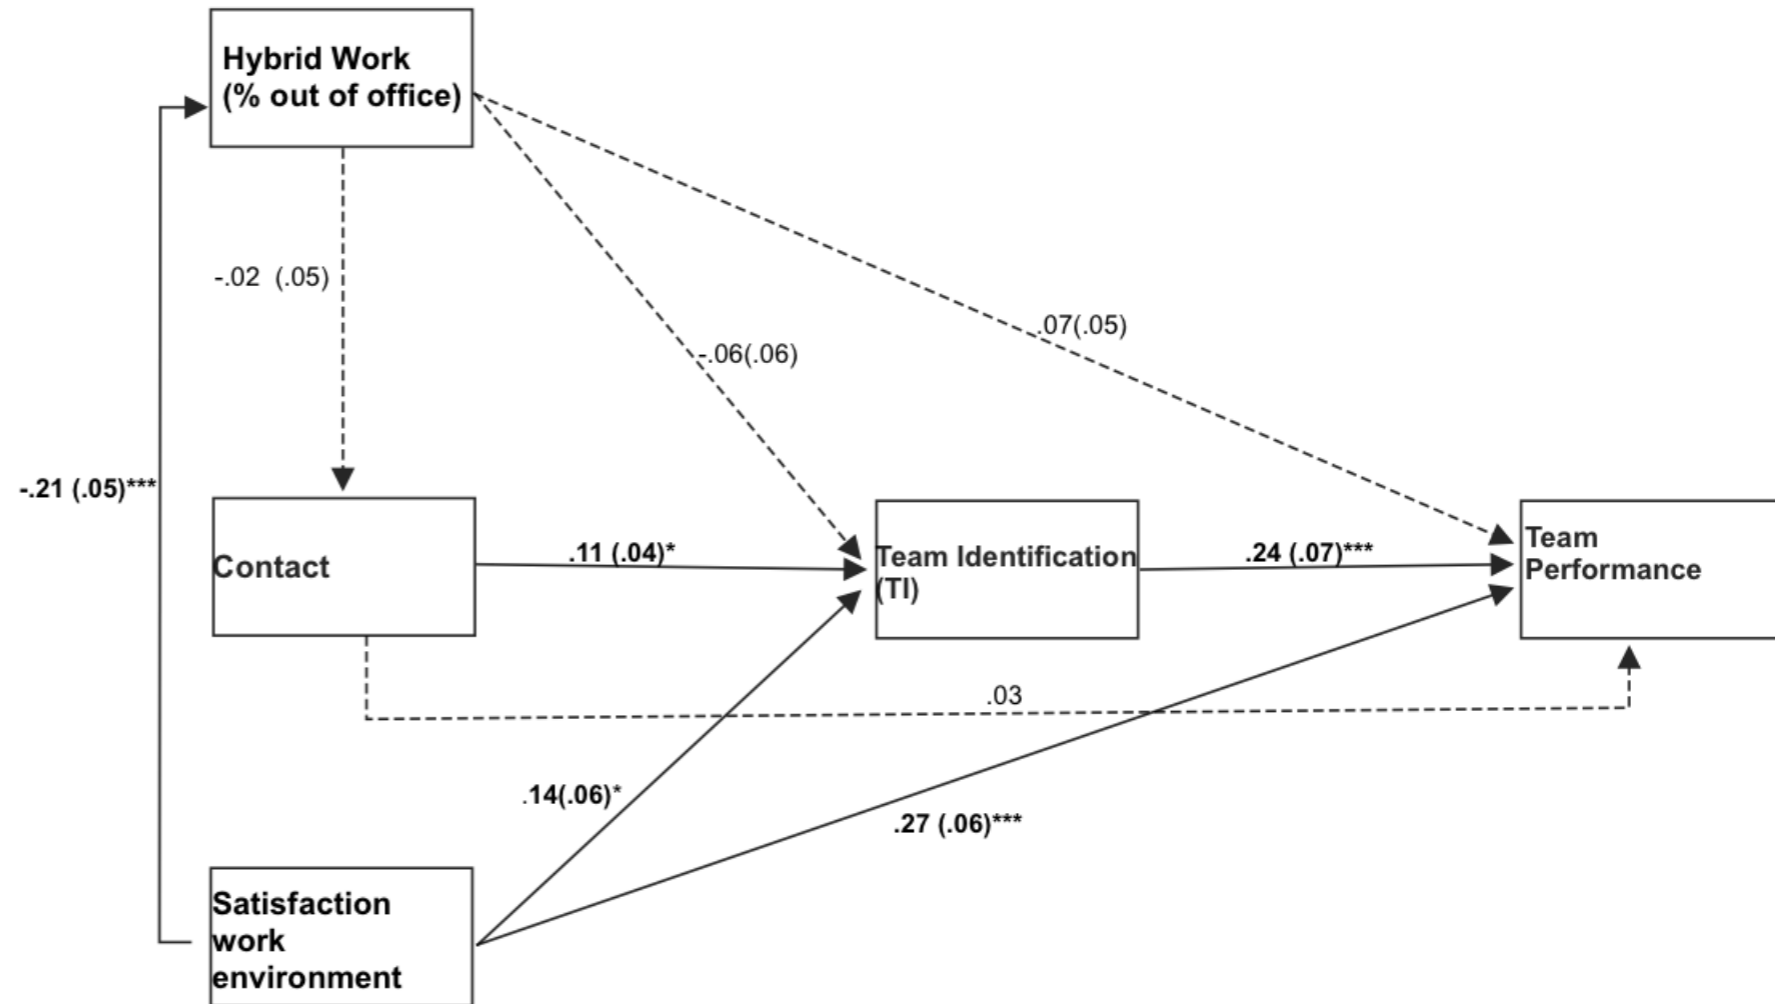 Hybrid Work
(% out of office)
-.02 (.05)
-.06(.06)
.07(.05)
-.21 (.05)***
Contact
.11 (.04)*
Team Identification
(TI)
.24 (.07)***
Team
Performance
.03
.14(.06)*
.27 (.06)***
Satisfaction
work
environment